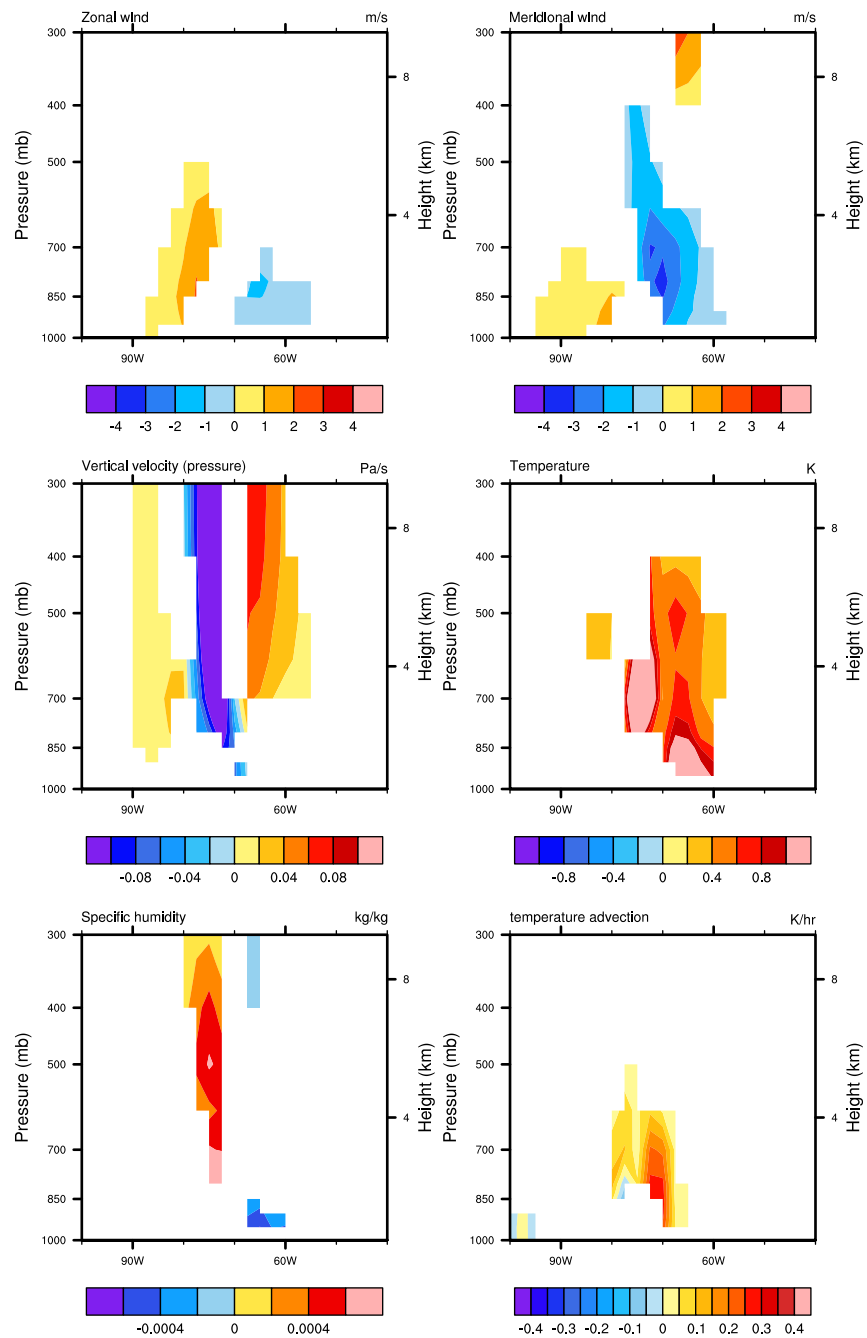 Zonal wind m/s
300
400
500
700
850
1000
Pressure (mb)
8
4
Height (km)
90W 60W
-4 -3 -2 -1 0 1 2 3 4
Meridional wind m/s
300
400
500
700
850
1000
Pressure (mb)
8
4
Height (km)
90W 60W
-4 -3 -2 -1 0 1 2 3 4
Vertical velocity (pressure) Pa/s
300
400
500
700
850
1000
Pressure (mb)
8
4
Height (km)
90W 60W
-0.08 -0.04 0 0.04 0.08
Temperature K
300
400
500
700
850
1000
Pressure (mb)
8
4
Height (km)
90W 60W
-0.8 -0.4 0 0.4 0.8
Specific humidity kg/kg
300
400
500
700
850
1000
Pressure (mb)
8
4
Height (km)
90W 60W
-0.0004 0 0.0004
temperature advection K/hr
300
400
500
700
850
1000
Pressure (mb)
8
4
Height (km)
90W 60W
-0.4 -0.3 -0.2 -0.1 0 0.1 0.2 0.3 0.4